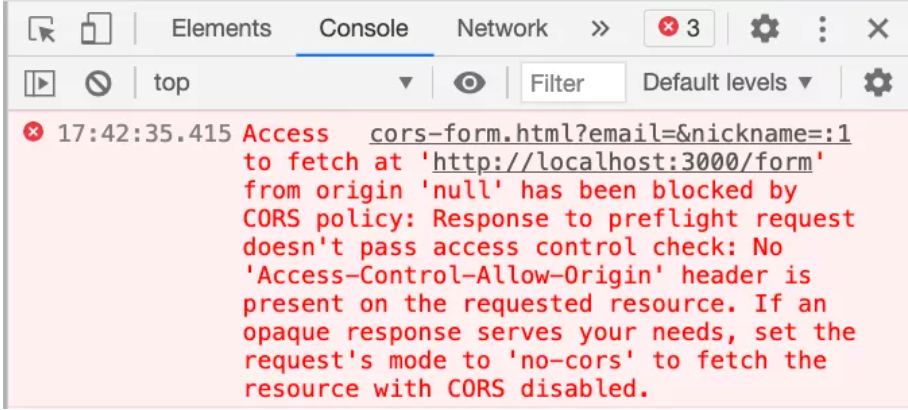 Elements Console Network » 3
top Filter Default levels
17:42:35.415 Access cors-form.html?email=&nickname=:1
to fetch at 'http://localhost:3000/form'
from origin 'null' has been blocked by
CORS policy: Response to preflight request
doesn't pass access control check: No
'Access-Control-Allow-Origin' header is
present on the requested resource. If an
opaque response serves your needs, set the
request's mode to 'no-cors' to fetch the
resource with CORS disabled.